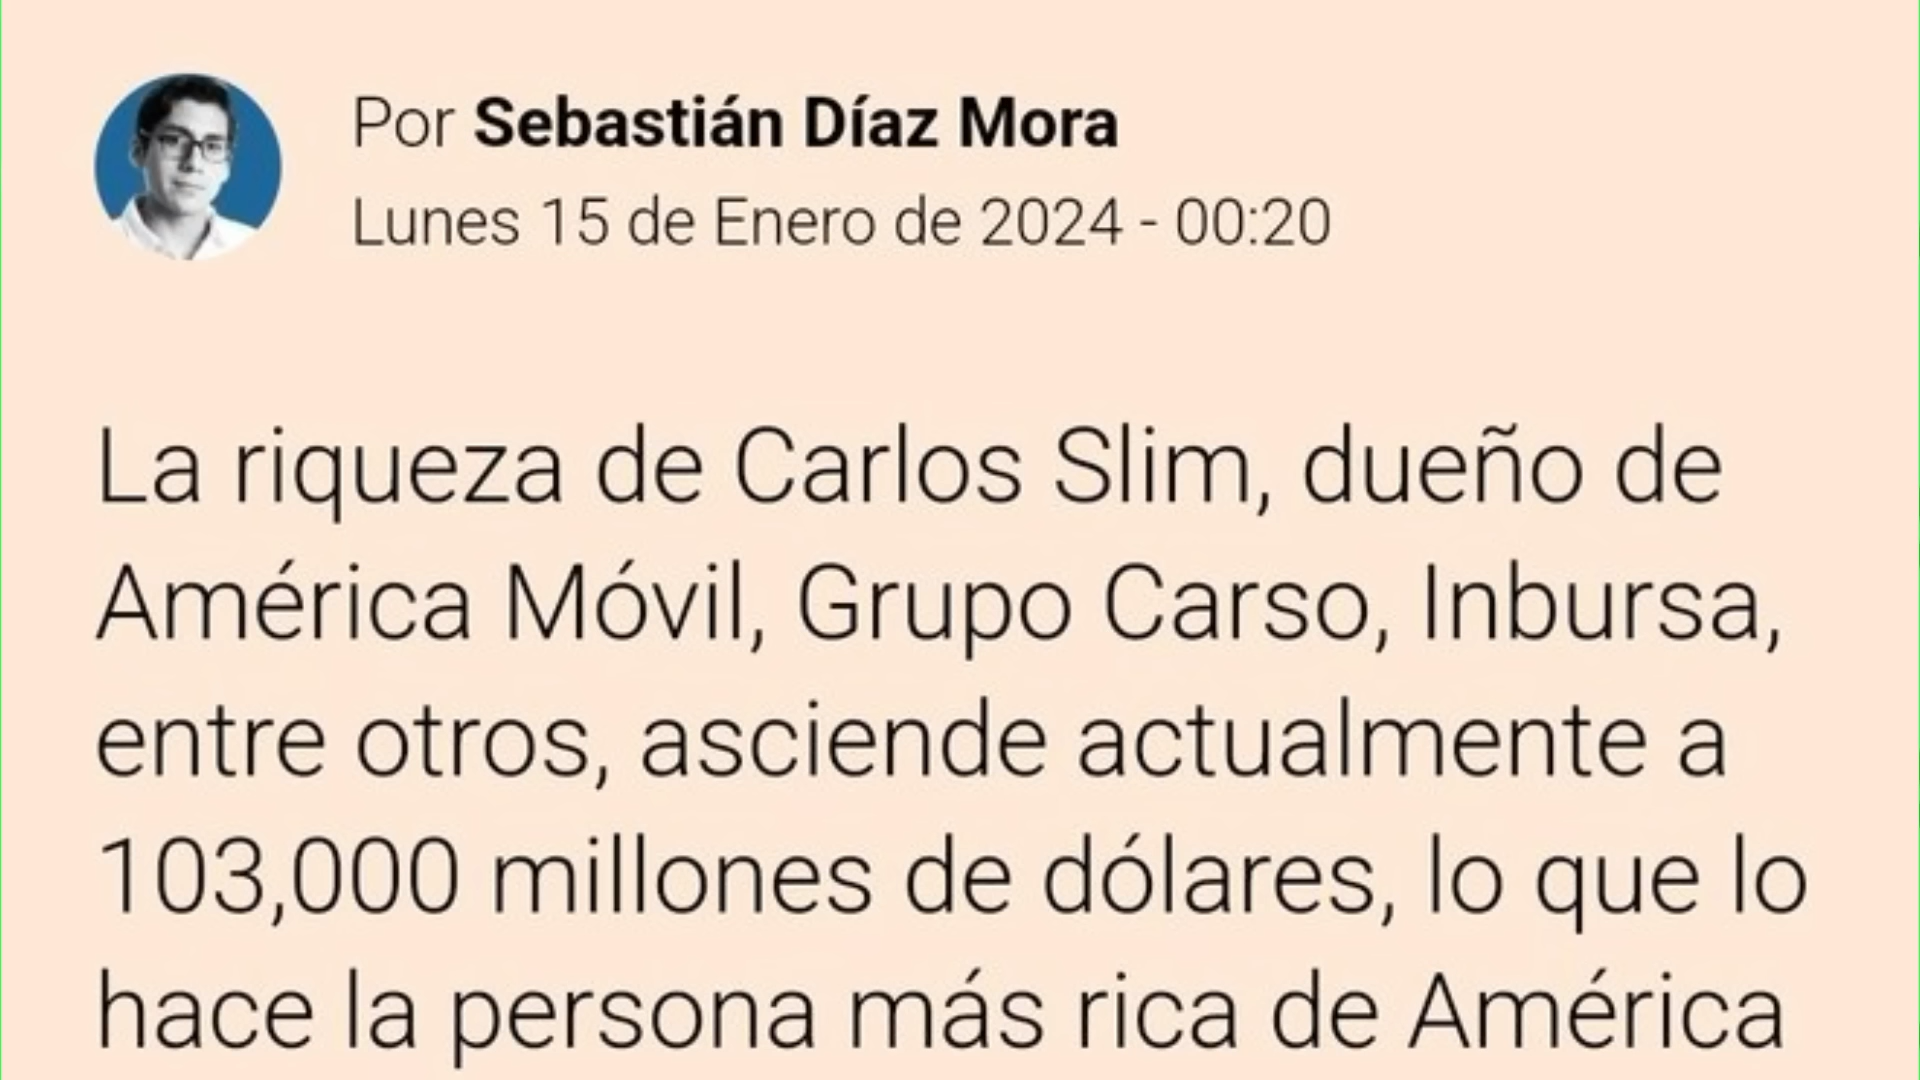 Por Sebastián Díaz Mora
Lunes 15 de Enero de 2024 - 00:20
La riqueza de Carlos Slim, dueño de
América Móvil, Grupo Carso, Inbursa,
entre otros, asciende actualmente a
103,000 millones de dólares, lo que lo
hace la persona más rica de América